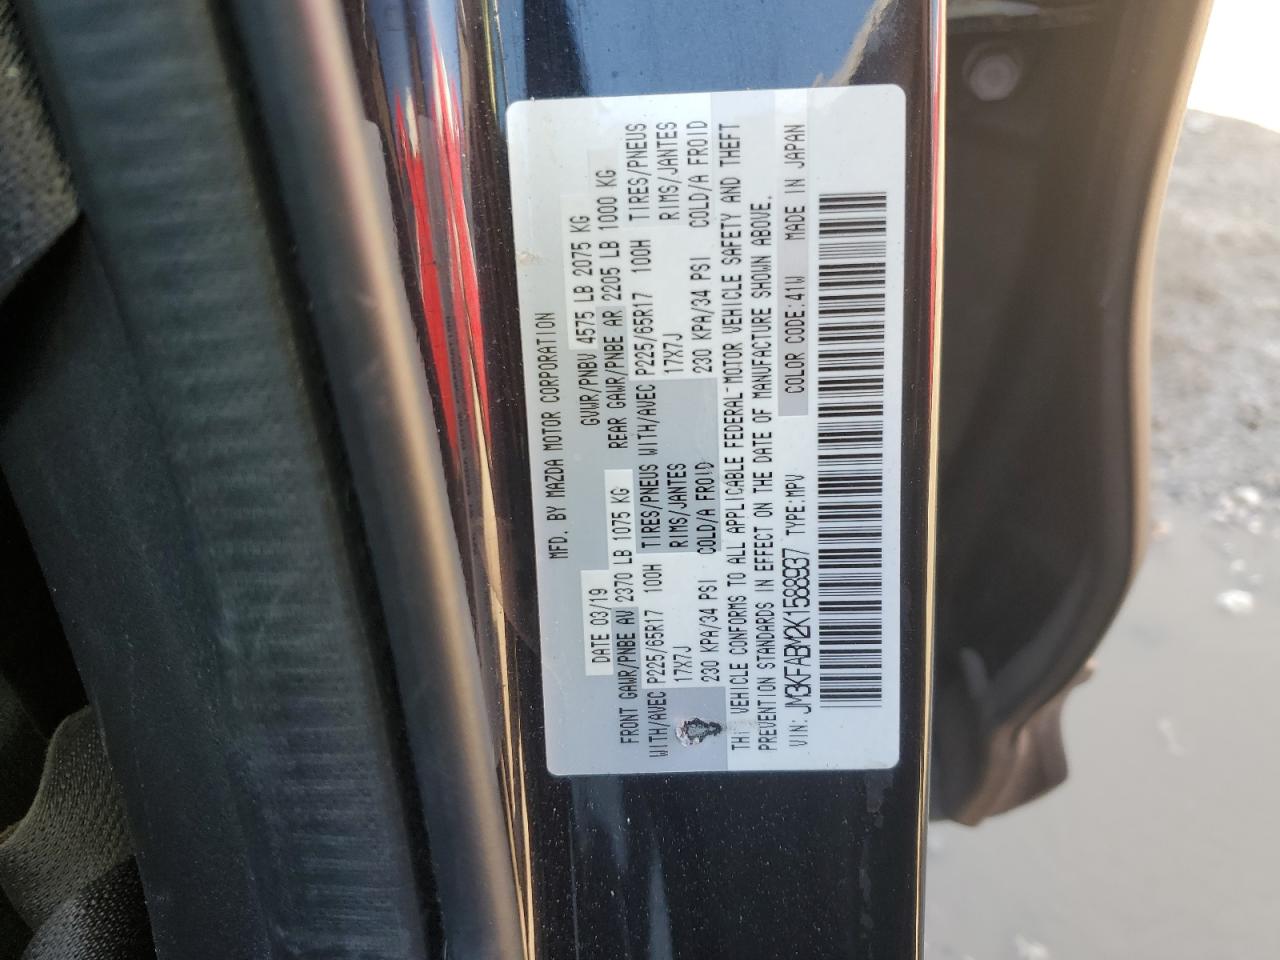 MFD. BY MAZDA MOTOR CORPORATION
DATE 03/19 GVWR/PNBV 4575 LB 2075 KG
FRONT GAWR/PNBE AV 2370 LB 1075 KG REAR GAWR/PNBE AR 2205 LB 1000 KG
WITH/AVEC P225/65R17 100H TIRES/PNEUS WITH/AVEC P225/65R17 100H TIRES/PNEUS
17X7J RIMS/JANTES 17X7J RIMS/JANTES
230 KPA/34 PSI COLD/A FROID 230 KPA/34 PSI COLD/A FROID
VEHICLE CONFORMS TO ALL APPLICABLE FEDERAL MOTOR VEHICLE SAFETY AND THEFT
PREVENTION STANDARDS IN EFFECT ON THE DATE OF MANUFACTURE SHOWN ABOVE.
VIN: JM3KFABM2K1588937 TYPE:MPV COLOR CODE:41W MADE IN JAPAN